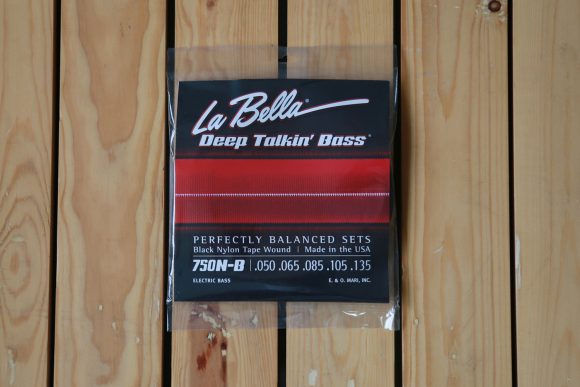 La Bella®
Deep Talkin' Bass®
PERFECTLY BALANCED SETS
Black Nylon Tape Wound | Made in the USA
750N-B | .050 .065 .085 .105 .135
ELECTRIC BASS E. & O. MARI, INC.